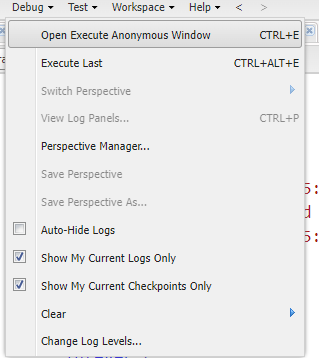 Debug Test Workspace Help < >
Open Execute Anonymous Window CTRL+E
Execute Last CTRL+ALT+E
Switch Perspective
View Log Panels... CTRL+P
Perspective Manager...
Save Perspective
Save Perspective As...
Auto-Hide Logs
Show My Current Logs Only
Show My Current Checkpoints Only
Clear
Change Log Levels...
5:
d
5: